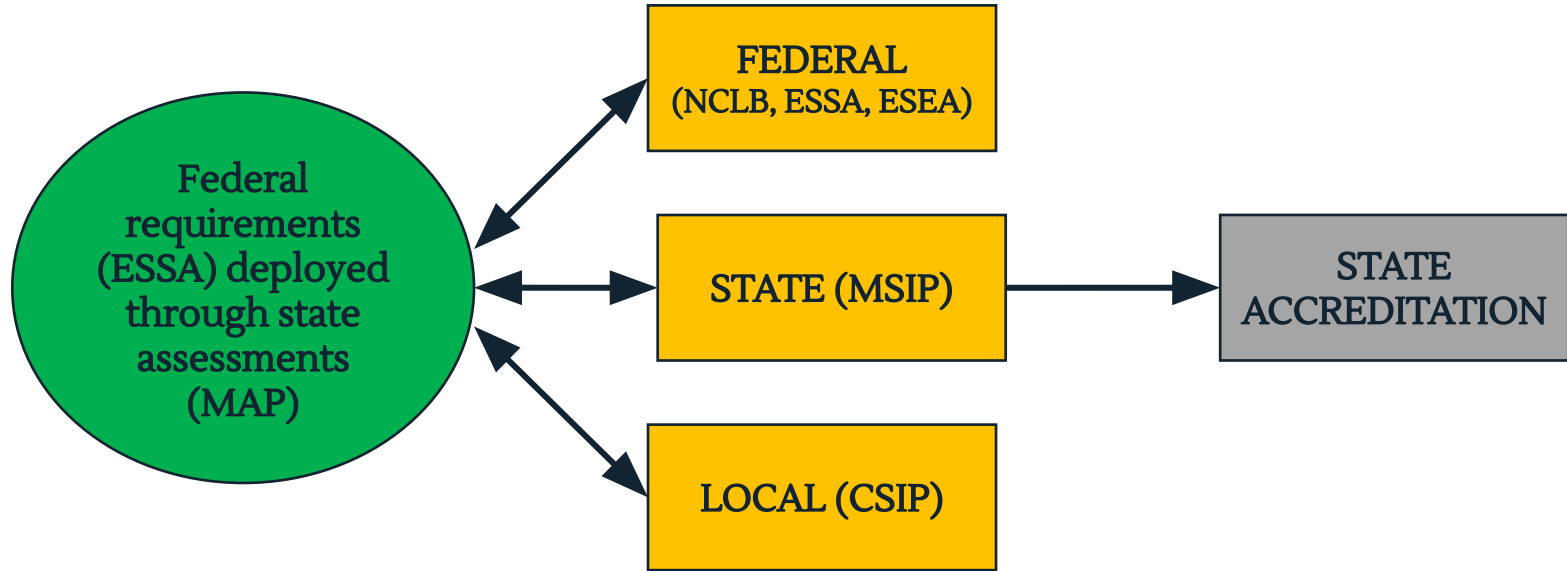 Federal
requirements
(ESSA) deployed
through state
assessments
(MAP)
FEDERAL
(NCLB, ESSA, ESEA)
STATE (MSIP)
LOCAL (CSIP)
STATE
ACCREDITATION